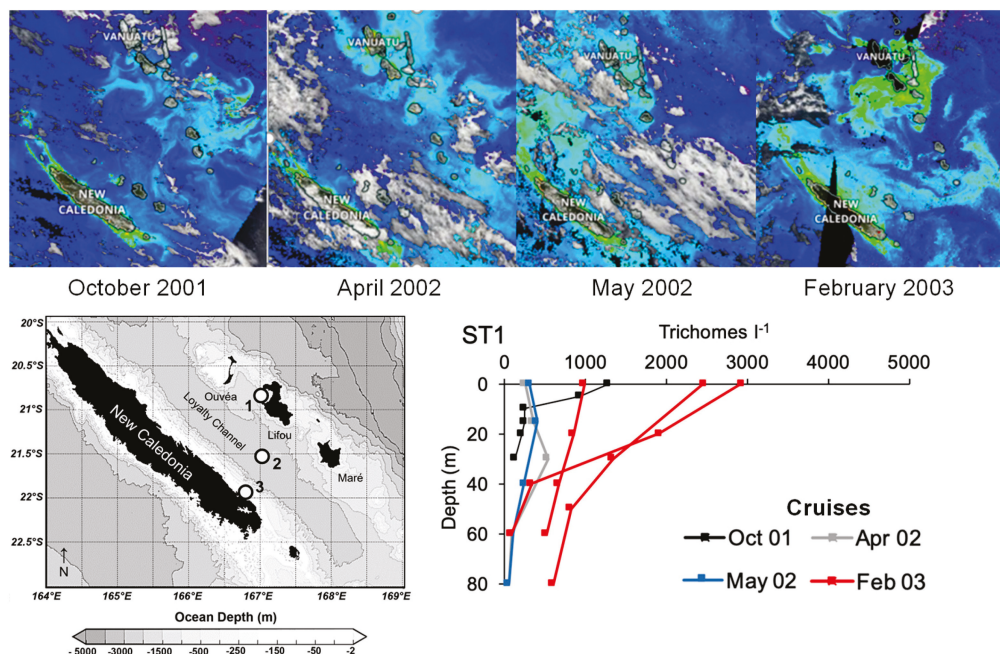 VANUATU
VANUATU
VANUATU
VANUATU
NEW
CALEDONIA
NEW
CALEDONIA
NEW
CALEDONIA
NEW
CALEDONIA
October 2001
April 2002
May 2002
February 2003
20°S
20.5°S
21°S
21.5°S
22°S
22.5°S
Ouvéa
1
Loyalty Channel
Lifou
New Caledonia
2
Maré
3
N
164°E
165°E
166°E
167°E
168°E
169°E
Ocean Depth (m)
- 5000 -3000 -1500 -500 -250 -150 -50 -2
ST1
Trichomes l-1
0 1000 2000 3000 4000 5000
Depth (m)
0
20
40
60
80
Cruises
Oct 01
Apr 02
May 02
Feb 03